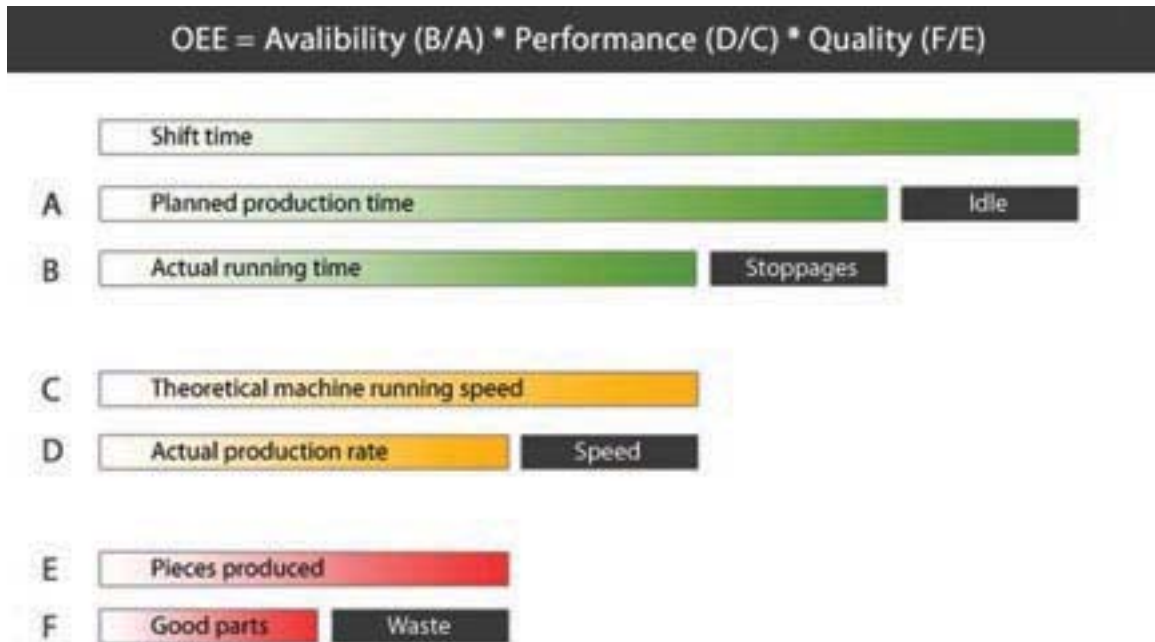 OEE = Avalibility (B/A) * Performance (D/C) * Quality (F/E)
Shift time
A Planned production time Idle
B Actual running time Stoppages
C Theoretical machine running speed
D Actual production rate Speed
E Pieces produced
F Good parts Waste